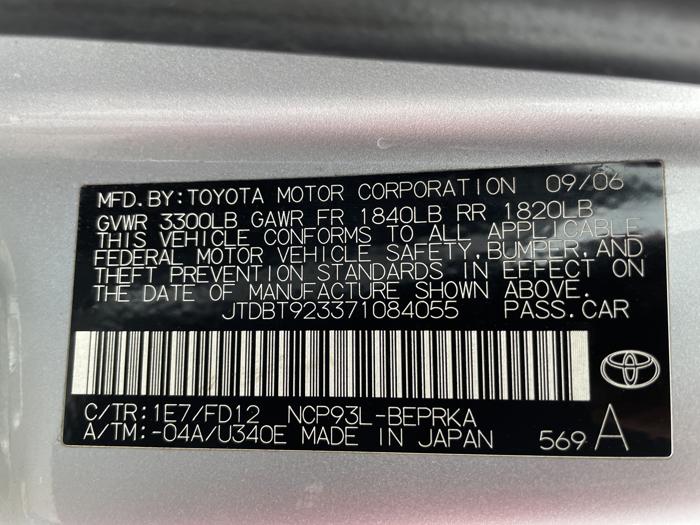 MFD.BY:TOYOTA MOTOR CORPORATION 09/06
GVWR 3300LB GAWR FR 1840LB RR 1820LB
THIS VEHICLE CONFORMS TO ALL APPLICABLE
FEDERAL MOTOR VEHICLE SAFETY,BUMPER,AND
THEFT PREVENTION STANDARDS IN EFFECT ON
THE DATE OF MANUFACTURE SHOWN ABOVE.
JTDBT923371084055 PASS.CAR
C/TR:1E7/FD12 NCP93L-BEPRKA
A/TM:-04A/U340E MADE IN JAPAN 569 A